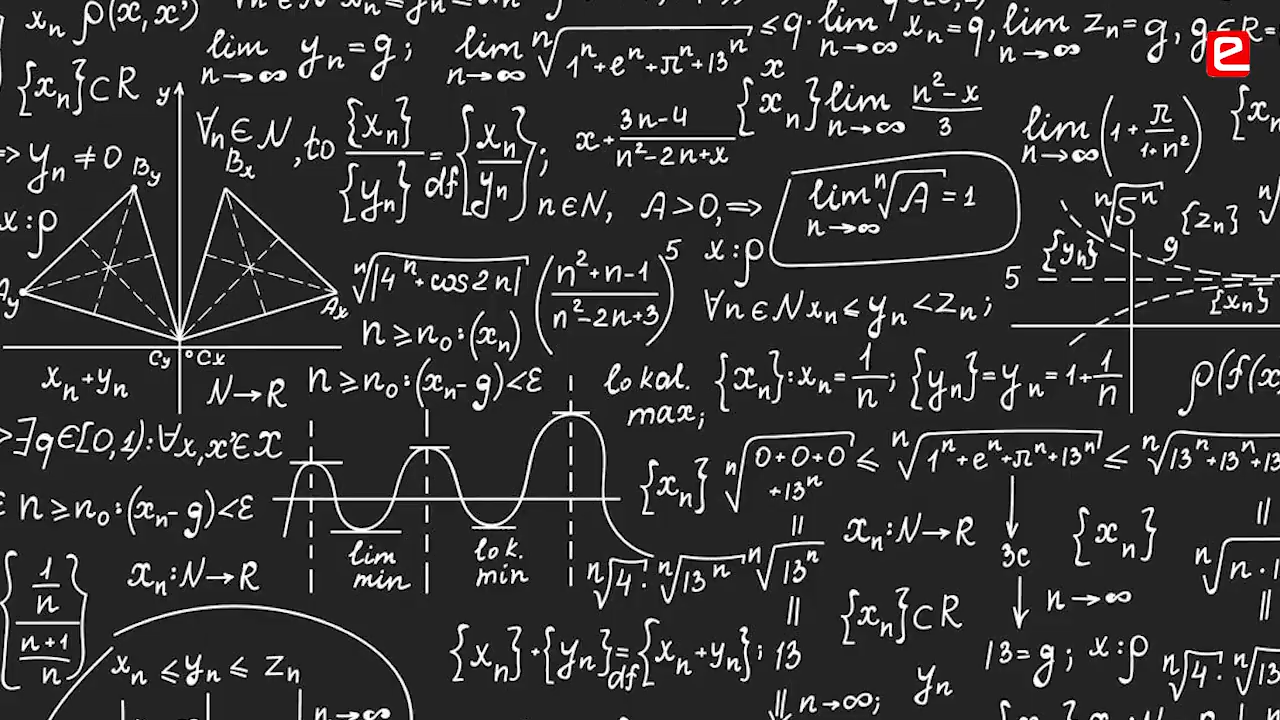 xₙ ρ(x, x')
lim n→∞ yₙ = g;
lim n→∞ ⁿ√(1ⁿ + eⁿ + πⁿ + 13ⁿ) ≤ q · lim n→∞ xₙ = q, lim n→∞ zₙ = g, g ∈ R =
e
{xₙ} ⊂ R y
∀n ∈ N, to {xₙ}/{yₙ} =df {xₙ/yₙ};
x + (3n-4)/(n²-2n+x)
x
{xₙ} lim n→∞ (n²-x)/3
lim n→∞ (1 + π/(1+n²))
{xₙ
⇒ yₙ ≠ 0 By Bx
x : ρ
n ∈ N, A > 0, ⇒
lim n→∞ ⁿ√A = 1
ⁿ√5ⁿ {zₙ}
{yₙ} g
5 {xₙ}
ⁿ√|4ⁿ + cos2n| ((n²+n-1)/(n²-2n+3))⁵ x : ρ
Ay Ax
∀n ∈ N xₙ ≤ yₙ < zₙ;
n ≥ n₀ : (xₙ)
Cy ° Cx
xₙ + yₙ N → R n ≥ n₀ : (xₙ - g) < ε
lokal.
max;
{xₙ} : xₙ = 1/n; {yₙ} = yₙ = 1 + 1/n
ρ(f(x
> ∃q ∈ [0,1) : ∀x, x' ∈ X
{xₙ} ⁿ√(0+0+0+13ⁿ) ≤ ⁿ√(1ⁿ + eⁿ + πⁿ + 13ⁿ) ≤ ⁿ√(13ⁿ + 13ⁿ + 13
ε n ≥ n₀ : (xₙ - g) < ε
lim
min
lok.
min
||
xₙ : N → R
3c
{xₙ}
||
{1/n / (n+1)/n}
xₙ : N → R
ⁿ√4 · ⁿ√13ⁿ ⁿ√13ⁿ
ⁿ√n · 1
||
{xₙ} ⊂ R
n → ∞
||
xₙ ≤ yₙ ≤ zₙ
{xₙ} + {yₙ} =df {xₙ + yₙ}; 13
13 = g; x : ρ
ⁿ√4 · ⁿ√13
n → ∞
|| n → ∞; yₙ